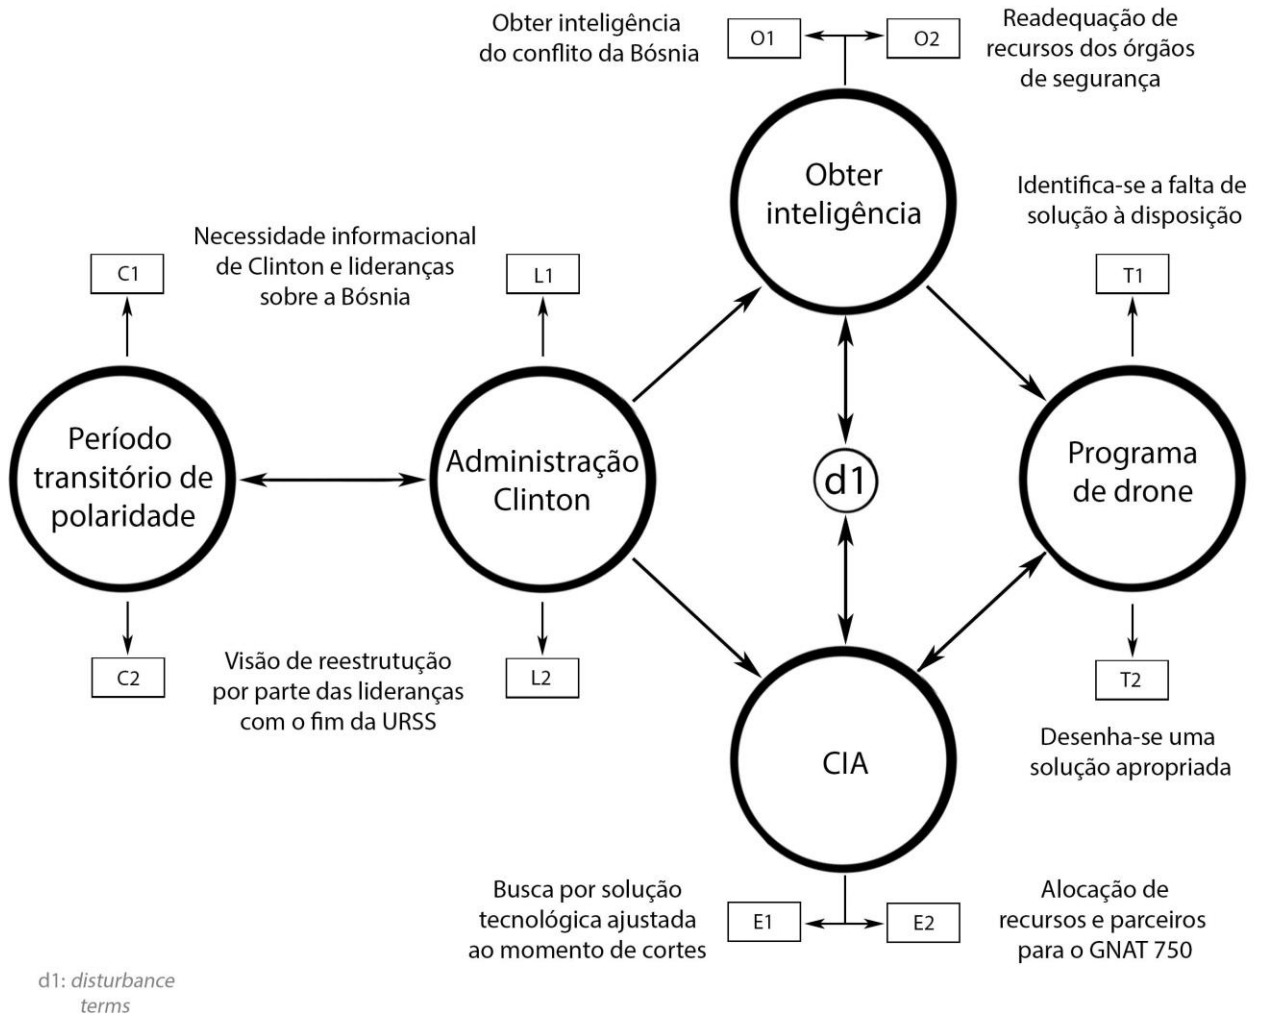 Obter inteligência
do conflito da Bósnia
O1
O2
Readequação de
recursos dos órgãos
de segurança
Obter
inteligência
Identifica-se a falta de
solução à disposição
T1
Necessidade informacional
de Clinton e lideranças
sobre a Bósnia
C1
L1
Período
transitório de
polaridade
Administração
Clinton
d1
Programa
de drone
C2
Visão de reestrutução
por parte das lideranças
com o fim da URSS
L2
T2
Desenha-se uma
solução apropriada
CIA
Busca por solução
tecnológica ajustada
ao momento de cortes
E1
E2
Alocação de
recursos e parceiros
para o GNAT 750
d1: disturbance
terms